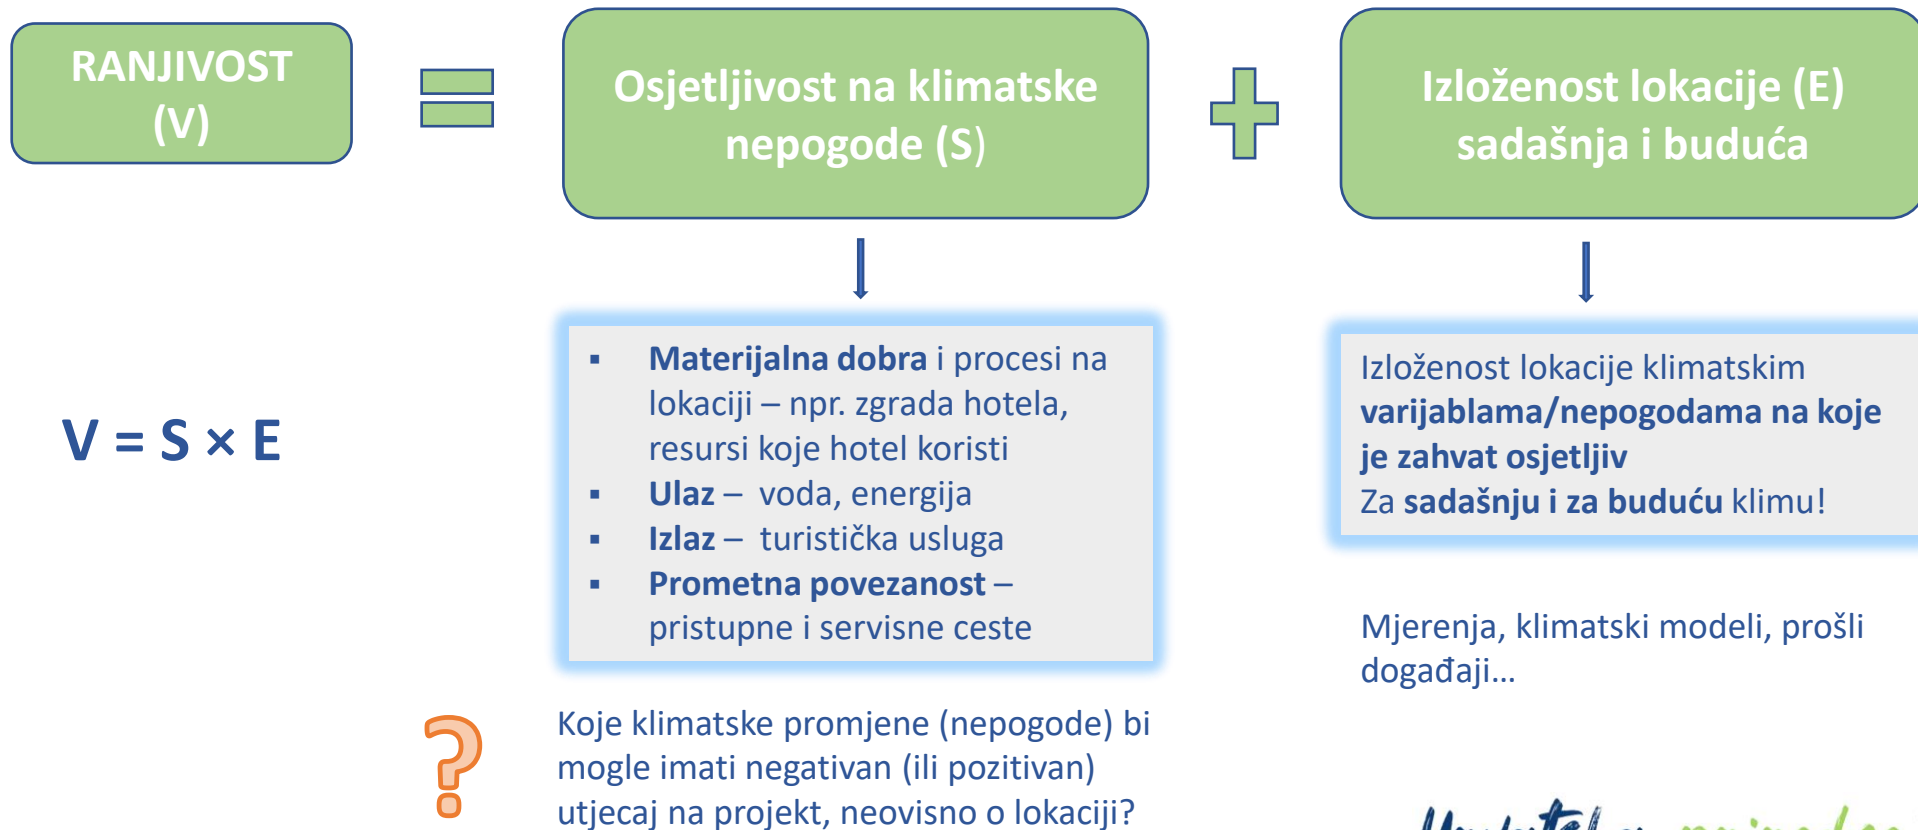 RANJIVOST
(V)
Osjetljivost na klimatske
nepogode (S)
Izloženost lokacije (E)
sadašnja i buduća
V = S × E
▪ Materijalna dobra i procesi na
lokaciji – npr. zgrada hotela,
resursi koje hotel koristi
▪ Ulaz – voda, energija
▪ Izlaz – turistička usluga
▪ Prometna povezanost –
pristupne i servisne ceste
Izloženost lokacije klimatskim
varijablama/nepogodama na koje
je zahvat osjetljiv
Za sadašnju i za buduću klimu!
Mjerenja, klimatski modeli, prošli
događaji…
?
Koje klimatske promjene (nepogode) bi
mogle imati negativan (ili pozitivan)
utjecaj na projekt, neovisno o lokaciji?